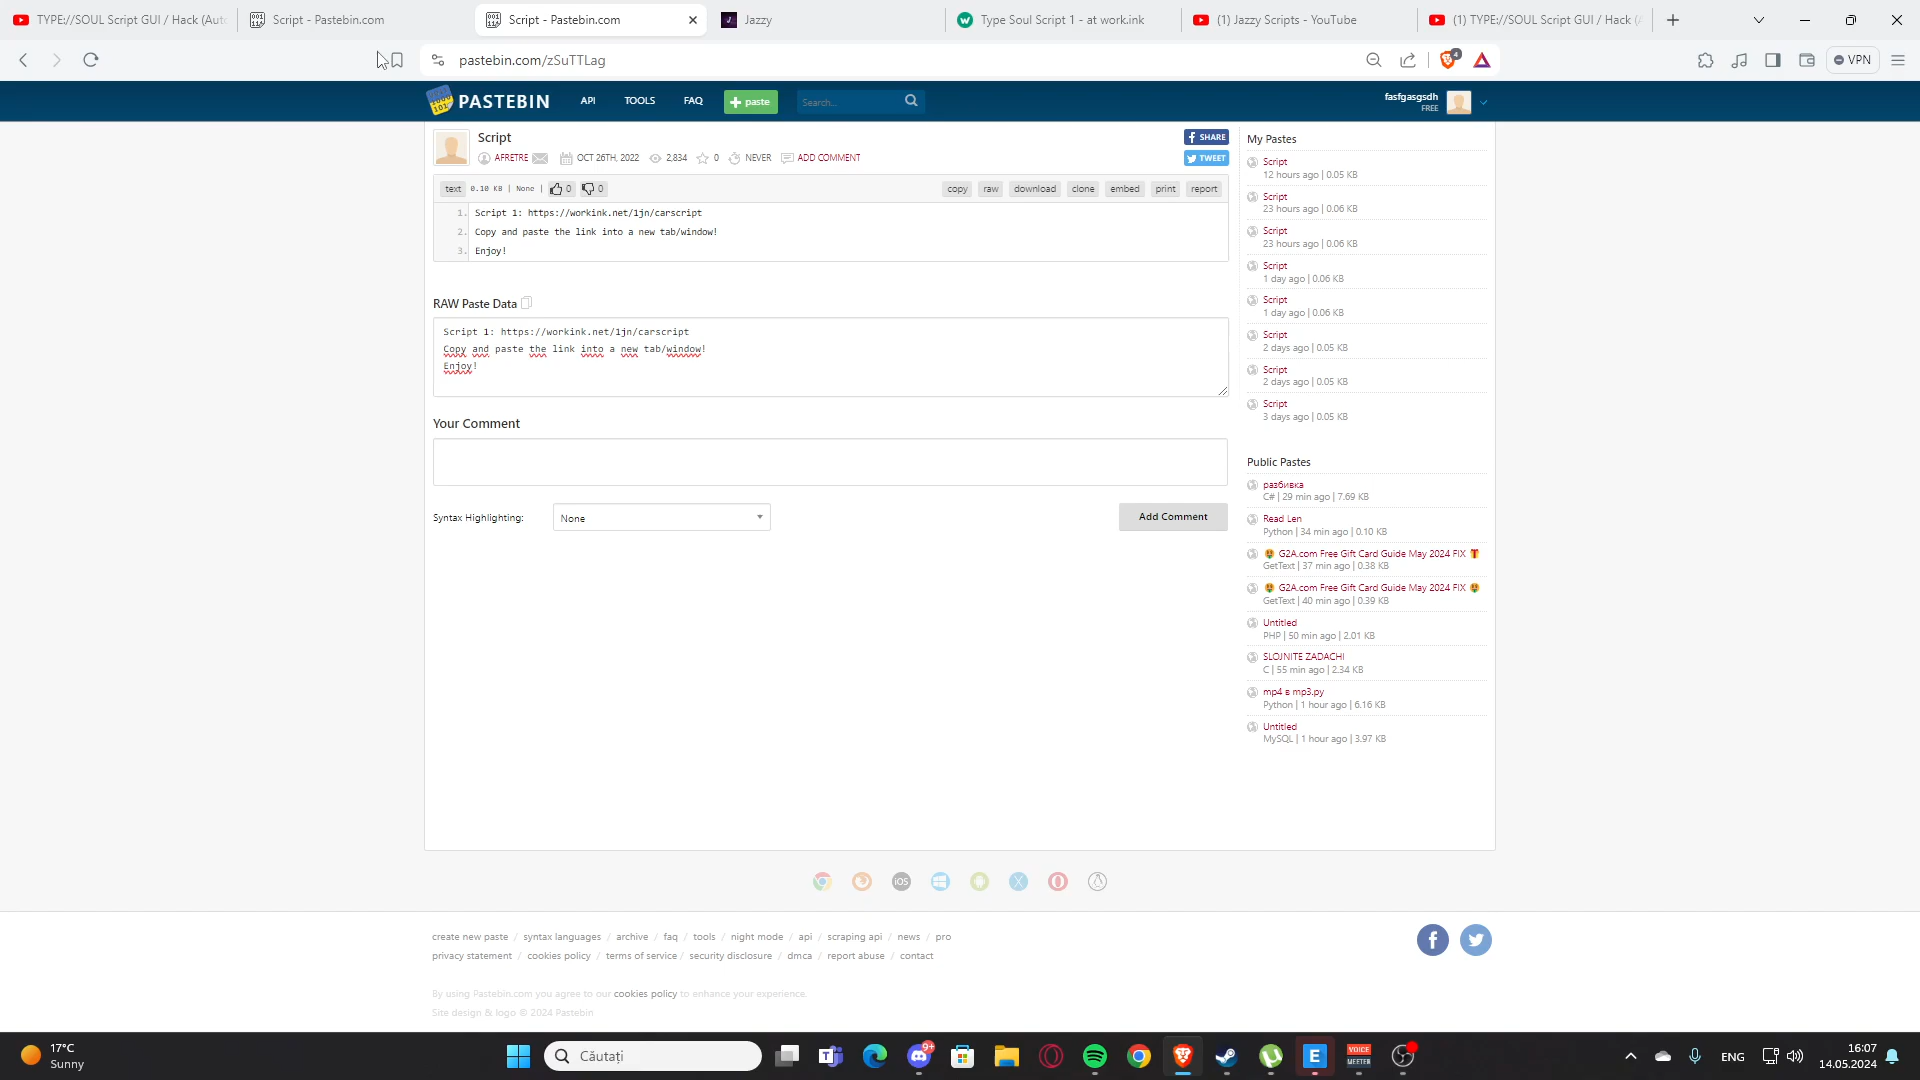 TYPE://SOUL Script GUI / Hack (Auto
Script - Pastebin.com
Script - Pastebin.com
Jazzy
Type Soul Script 1 - at work.ink
(1) Jazzy Scripts - YouTube
(1) TYPE://SOUL Script GUI / Hack (A
pastebin.com/zSuTTLag
4
VPN
PASTEBIN
API
TOOLS
FAQ
paste
Search...
fasfgasgsdh
FREE
Script
AFRETRE
OCT 26TH, 2022
2,834
0
NEVER
ADD COMMENT
SHARE
TWEET
text 0.10 KB | None | 0 0
copy raw download clone embed print report
1. Script 1: https://workink.net/1jn/carscript
2. Copy and paste the link into a new tab/window!
3. Enjoy!
RAW Paste Data
Script 1: https://workink.net/1jn/carscript
Copy and paste the link into a new tab/window!
Enjoy!
Your Comment
Syntax Highlighting:
None
Add Comment
My Pastes
Script
12 hours ago | 0.05 KB
Script
23 hours ago | 0.06 KB
Script
23 hours ago | 0.06 KB
Script
1 day ago | 0.06 KB
Script
1 day ago | 0.06 KB
Script
2 days ago | 0.05 KB
Script
2 days ago | 0.05 KB
Script
3 days ago | 0.05 KB
Public Pastes
разбивка
C# | 29 min ago | 7.69 KB
Read Len
Python | 34 min ago | 0.10 KB
🤑 G2A.com Free Gift Card Guide May 2024 FIX 🎁
GetText | 37 min ago | 0.38 KB
🤑 G2A.com Free Gift Card Guide May 2024 FIX 🤑
GetText | 40 min ago | 0.39 KB
Untitled
PHP | 50 min ago | 2.01 KB
SLOJNITE ZADACHI
C | 55 min ago | 2.34 KB
mp4 в mp3.py
Python | 1 hour ago | 6.16 KB
Untitled
MySQL | 1 hour ago | 3.97 KB
iOS
create new paste / syntax languages / archive / faq / tools / night mode / api / scraping api / news / pro
privacy statement / cookies policy / terms of service / security disclosure / dmca / report abuse / contact
By using Pastebin.com you agree to our cookies policy to enhance your experience.
Site design & logo © 2024 Pastebin
17°C
Sunny
Căutați
9+
E
VOICE
MEETER
ENG
16:07
14.05.2024